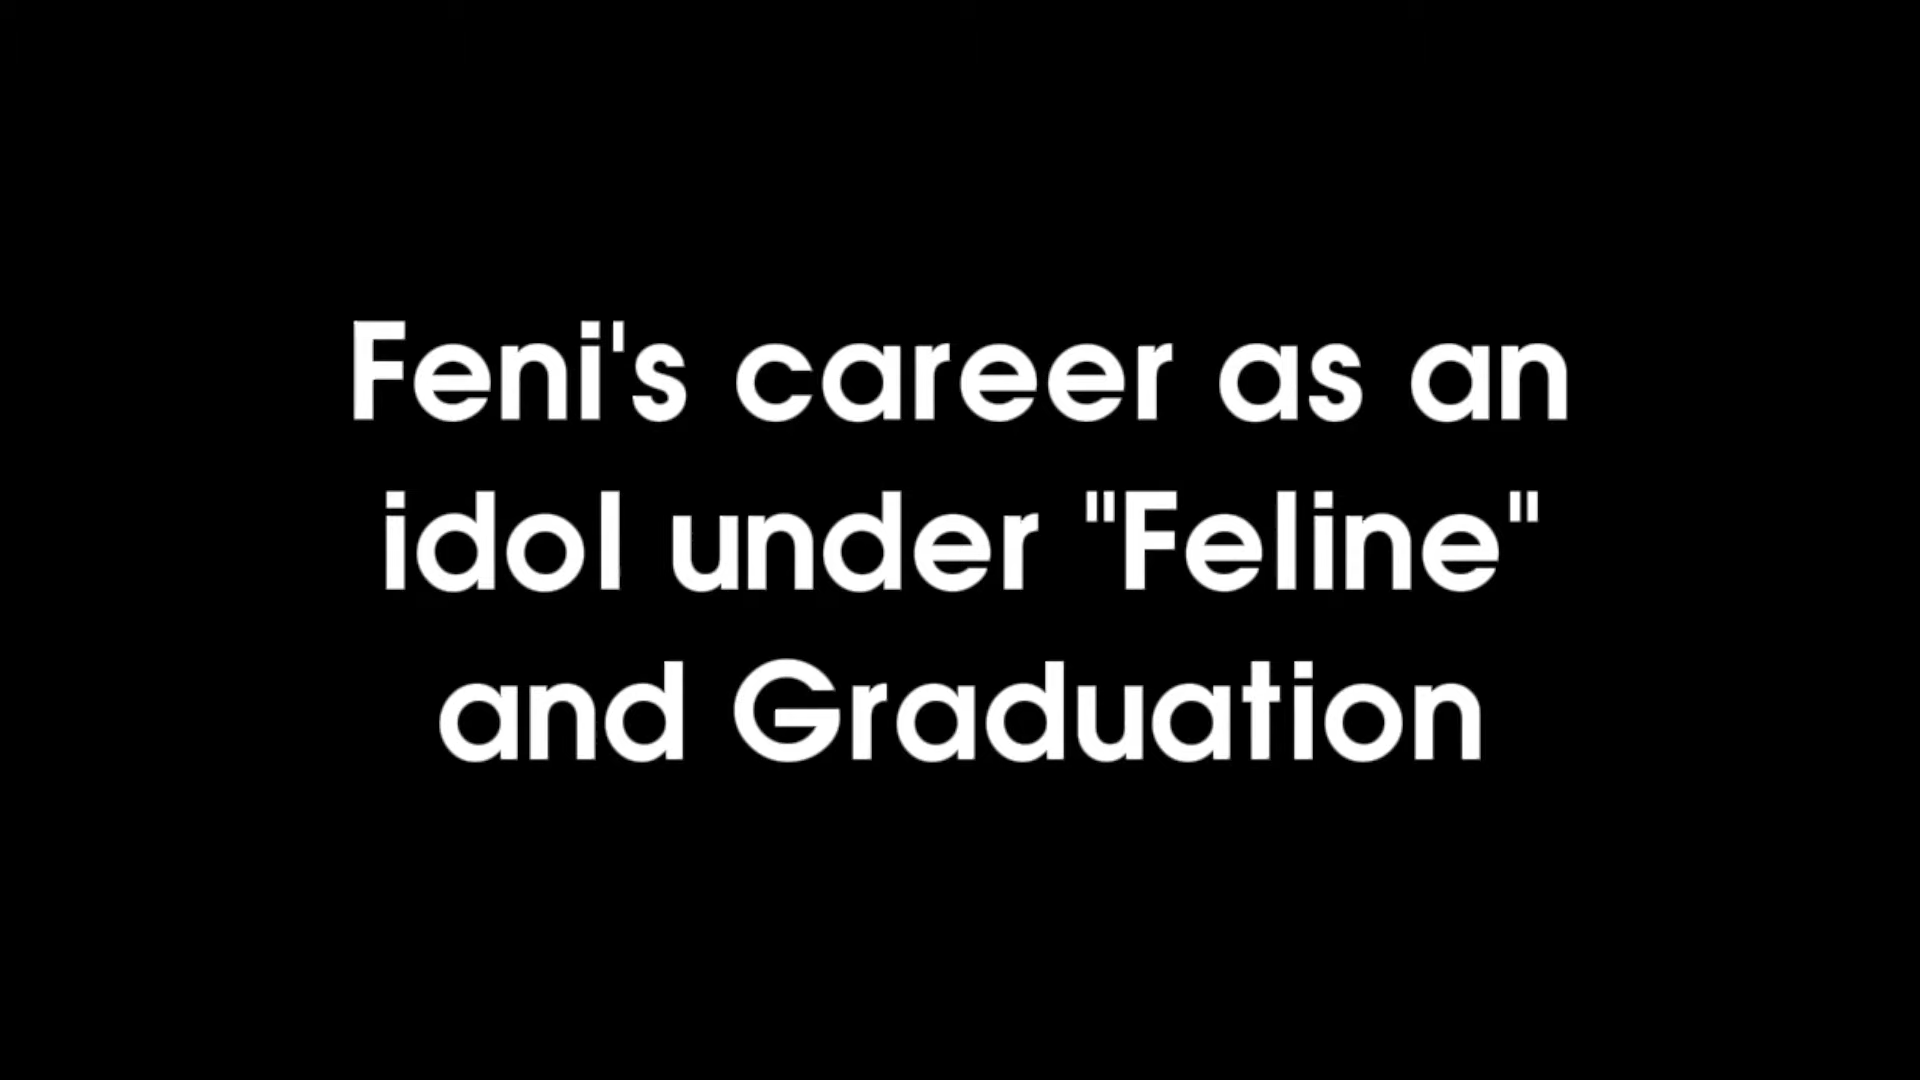 Feni's career as an
idol under "Feline"
and Graduation